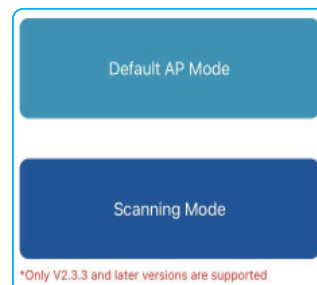 Default AP Mode
Scanning Mode
*Only V2.3.3 and later versions are supported